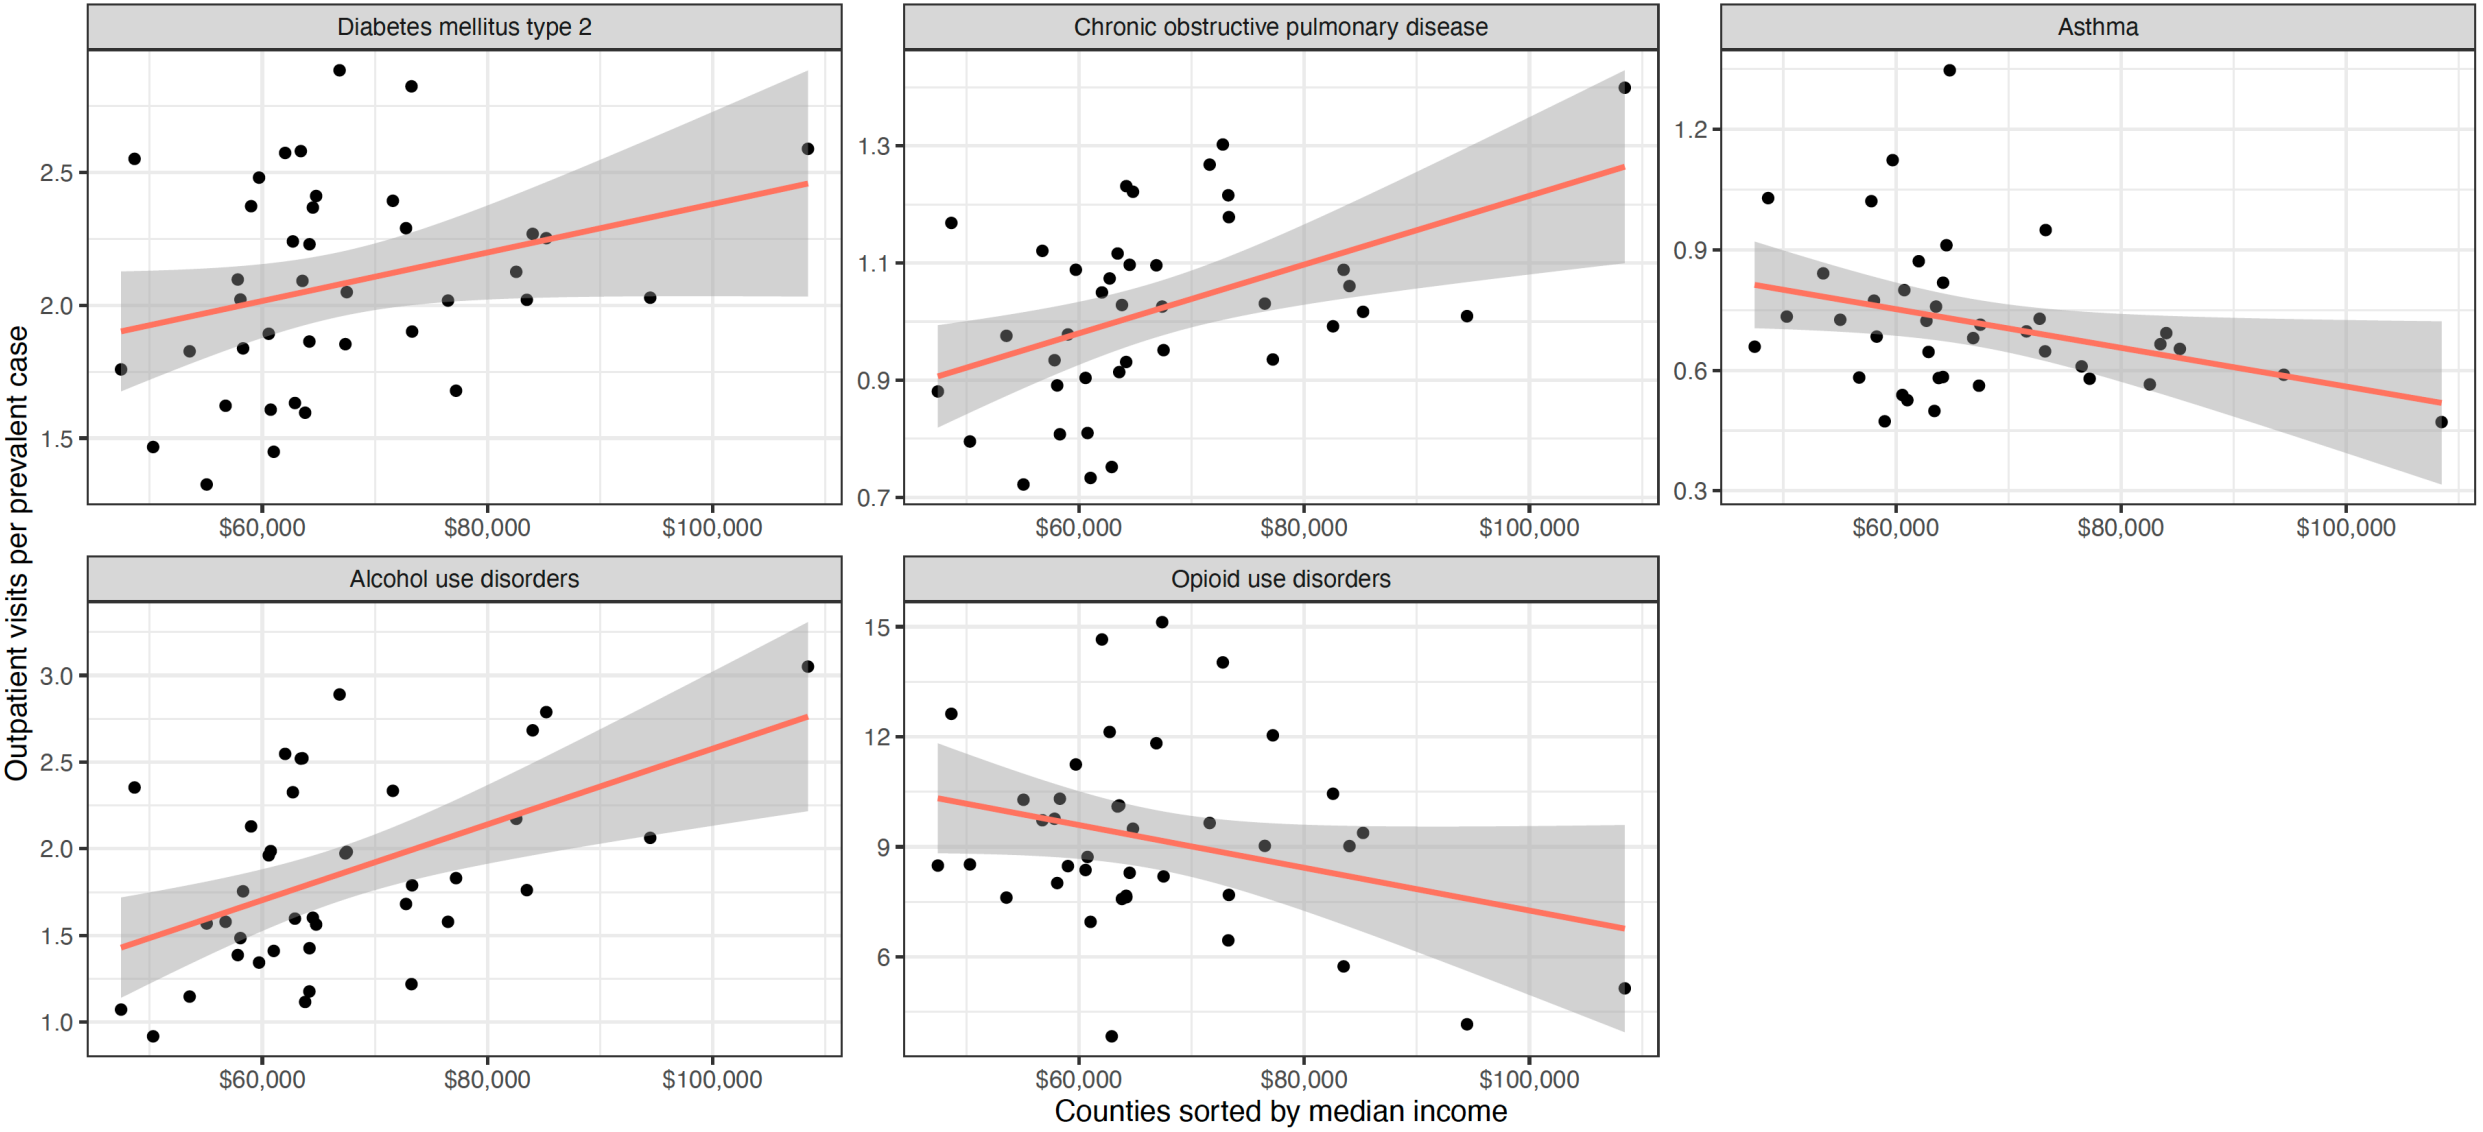 Diabetes mellitus type 2
Chronic obstructive pulmonary disease
Asthma
2.5
2.0
1.5
1.3
1.1
0.9
0.7
1.2
0.9
0.6
0.3
$60,000 $80,000 $100,000
$60,000 $80,000 $100,000
$60,000 $80,000 $100,000
Outpatient visits per prevalent case
Alcohol use disorders
Opioid use disorders
3.0
2.5
2.0
1.5
1.0
15
12
9
6
$60,000 $80,000 $100,000
$60,000 $80,000 $100,000
Counties sorted by median income